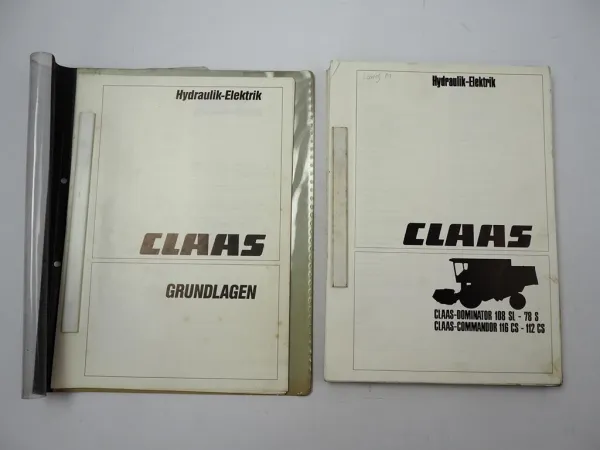 Hydraulik-Elektrik
CLAAS
GRUNDLAGEN
Hydraulik-Elektrik
CLAAS
CLAAS-DOMINATOR 108 SL - 78 S
CLAAS-COMMANDOR 116 CS - 112 CS